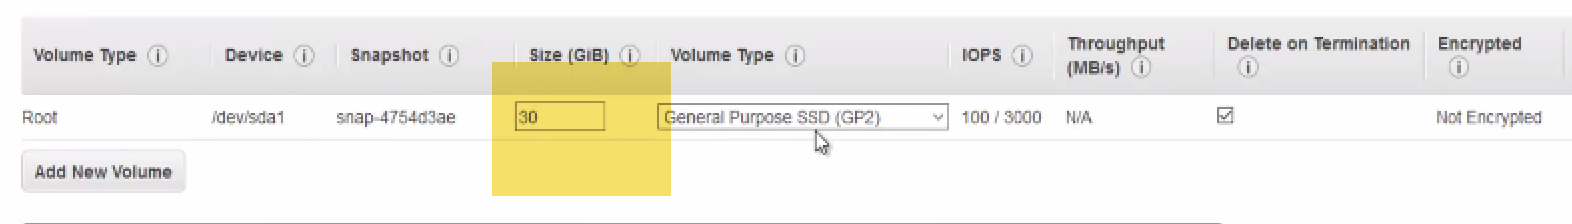 Volume Type Device Snapshot Size (GiB) Volume Type IOPS Throughput (MB/s) Delete on Termination Encrypted
Root /dev/sda1 snap-4754d3ae 30 General Purpose SSD (GP2) 100 / 3000 N/A Not Encrypted
Add New Volume